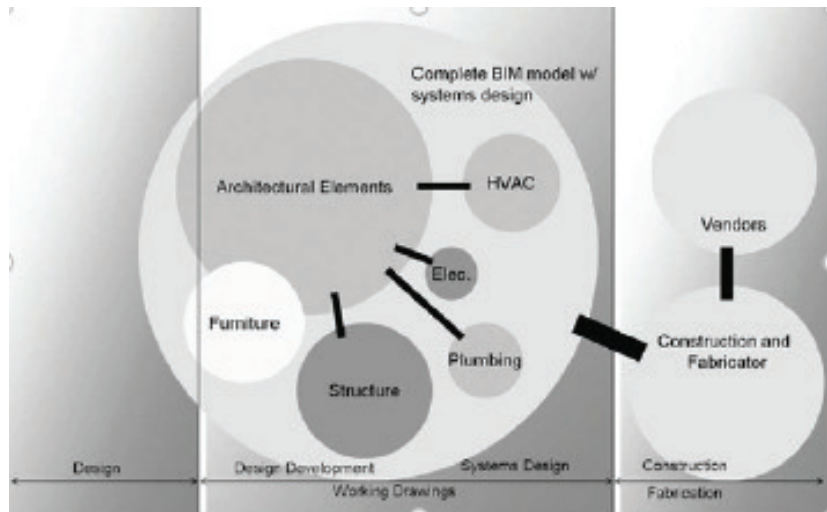 Complete BIM model w/
systems design
Architectural Elements
HVAC
Vendors
Elec.
Furniture
Plumbing
Construction and
Fabricator
Structure
Design
Design Development
Systems Design
Construction
Working Drawings
Fabrication